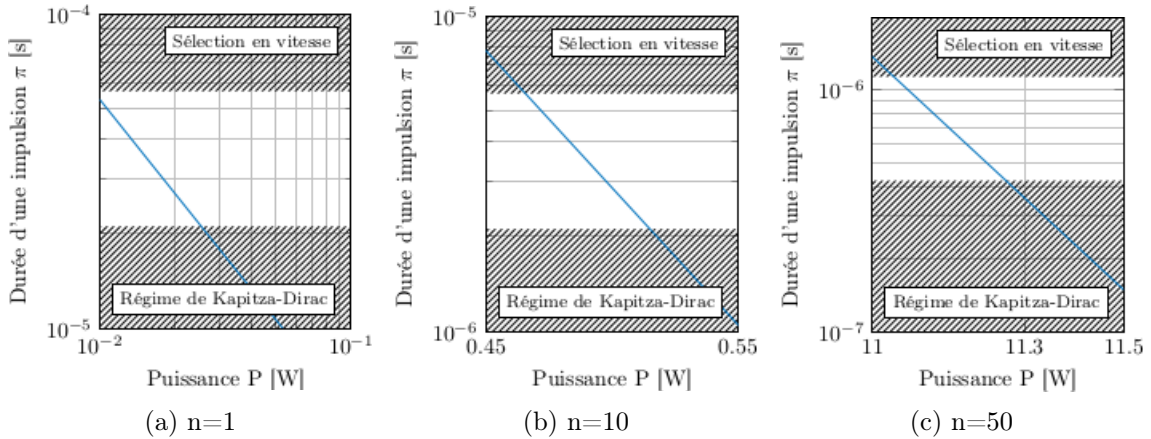 10⁻⁴
Sélection en vitesse
Durée d'une impulsion π [s]
Régime de Kapitza-Dirac
10⁻⁵
10⁻²
10⁻¹
Puissance P [W]
(a) n=1
10⁻⁵
Sélection en vitesse
Durée d'une impulsion π [s]
Régime de Kapitza-Dirac
10⁻⁶
0.45
0.55
Puissance P [W]
(b) n=10
Sélection en vitesse
10⁻⁶
Durée d'une impulsion π [s]
Régime de Kapitza-Dirac
10⁻⁷
11
11.3
11.5
Puissance P [W]
(c) n=50